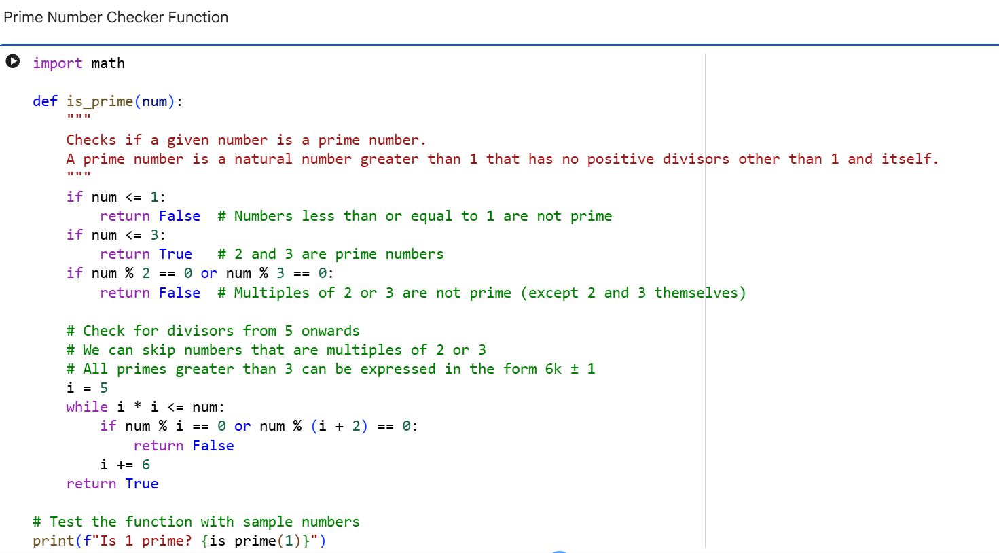 Prime Number Checker Function
import math
def is_prime(num):
"""
Checks if a given number is a prime number.
A prime number is a natural number greater than 1 that has no positive divisors other than 1 and itself.
"""
if num <= 1:
return False  # Numbers less than or equal to 1 are not prime
if num <= 3:
return True   # 2 and 3 are prime numbers
if num % 2 == 0 or num % 3 == 0:
return False  # Multiples of 2 or 3 are not prime (except 2 and 3 themselves)
# Check for divisors from 5 onwards
# We can skip numbers that are multiples of 2 or 3
# All primes greater than 3 can be expressed in the form 6k ± 1
i = 5
while i * i <= num:
if num % i == 0 or num % (i + 2) == 0:
return False
i += 6
return True
# Test the function with sample numbers
print(f"Is 1 prime? {is_prime(1)}")